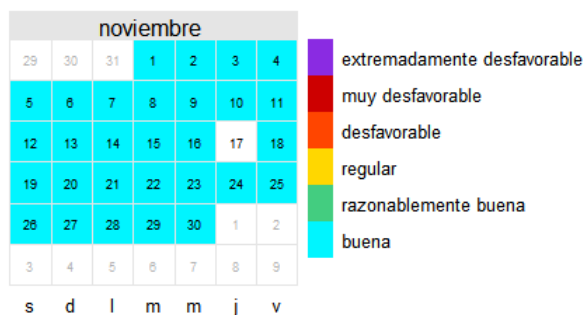 noviembre
29 30 31 1 2 3 4
5 6 7 8 9 10 11
12 13 14 15 16 17 18
19 20 21 22 23 24 25
26 27 28 29 30 1 2
3 4 5 6 7 8 9
s d l m m j v
extremadamente desfavorable
muy desfavorable
desfavorable
regular
razonablemente buena
buena